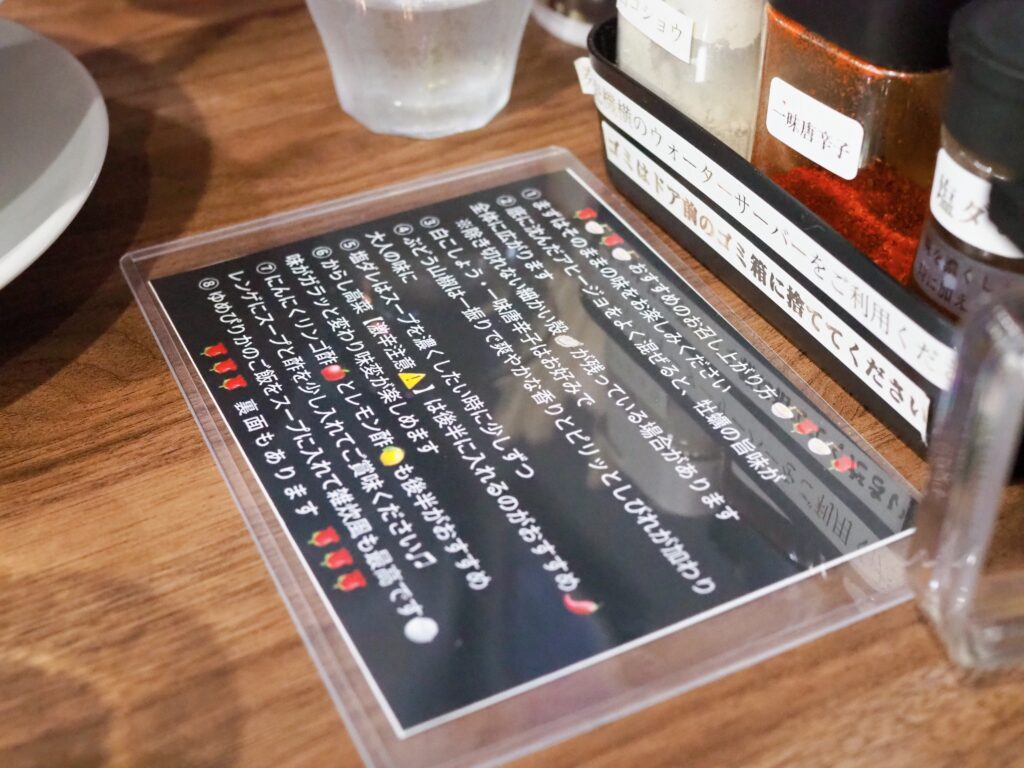 コショウ
一味唐辛子
塩ダ
横のウォーターサーバーをご利用くだ
ゴミはドア前のゴミ箱に捨ててください
おすすめのお召し上がり方
①まずはそのままの味をお楽しみください
②底に沈んだアヒージョをよく混ぜると、牡蠣の旨味が
全体に広がります
※除き切れない細かい殻が残っている場合があります
③白こしょう・一味唐辛子はお好みで
④ぶどう山椒は一振りで爽やかな香りとピリッとしびれが加わり
大人の味に
⑤塩ダレはスープを濃くしたい時に少しずつ
⑥からし高菜【激辛注意⚠】は後半に入れるのがおすすめ🌶
味がガラッと変わり味変が楽しめます
⑦にんにくリンゴ酢🍎とレモン酢🍋も後半がおすすめ
レンゲにスープと酢を少し入れてご賞味ください♫
⑧ゆめぴりかのご飯をスープに入れて雑炊風も最高です
裏面もあります